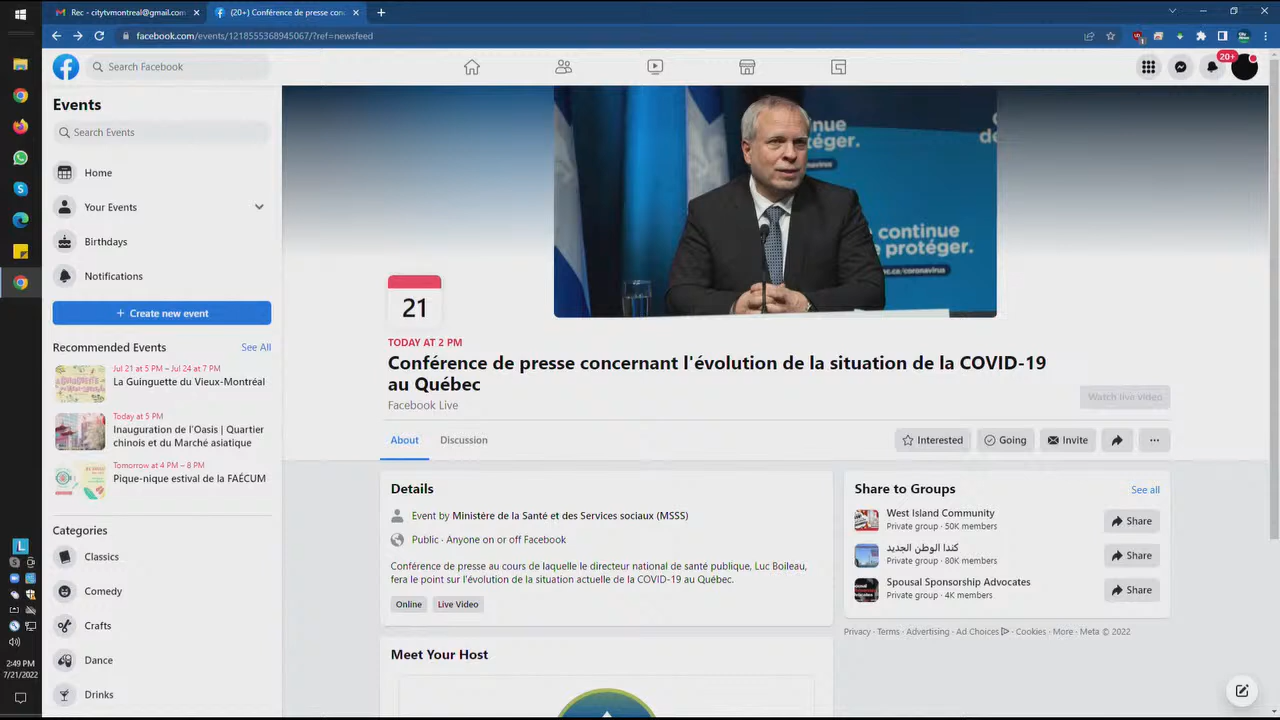 Rec - citytvmontreal@gmail.com
(20+) Conférence de presse conc
facebook.com/events/1218555368945067/?ref=newsfeed
Search Facebook
20+
Events
Search Events
Home
Your Events
Birthdays
Notifications
+ Create new event
Recommended Events
See All
Jul 21 at 5 PM – Jul 24 at 7 PM
La Guinguette du Vieux-Montréal
Today at 5 PM
Inauguration de l'Oasis | Quartier
chinois et du Marché asiatique
Tomorrow at 4 PM – 8 PM
Pique-nique estival de la FAÉCUM
Categories
Classics
Comedy
Crafts
Dance
Drinks
2:49 PM
7/21/2022
nue
éger.
continue
protéger.
ec.ca/coronavirus
21
TODAY AT 2 PM
Conférence de presse concernant l'évolution de la situation de la COVID-19
au Québec
Facebook Live
Watch live video
About
Discussion
Interested
Going
Invite
Details
Event by Ministère de la Santé et des Services sociaux (MSSS)
Public · Anyone on or off Facebook
Conférence de presse au cours de laquelle le directeur national de santé publique, Luc Boileau,
fera le point sur l'évolution de la situation actuelle de la COVID-19 au Québec.
Online
Live Video
Meet Your Host
Share to Groups
See all
West Island Community
Private group · 50K members
Share
كندا الوطن الجديد
Private group · 80K members
Share
Spousal Sponsorship Advocates
Private group · 4K members
Share
Privacy · Terms · Advertising · Ad Choices · Cookies · More · Meta © 2022